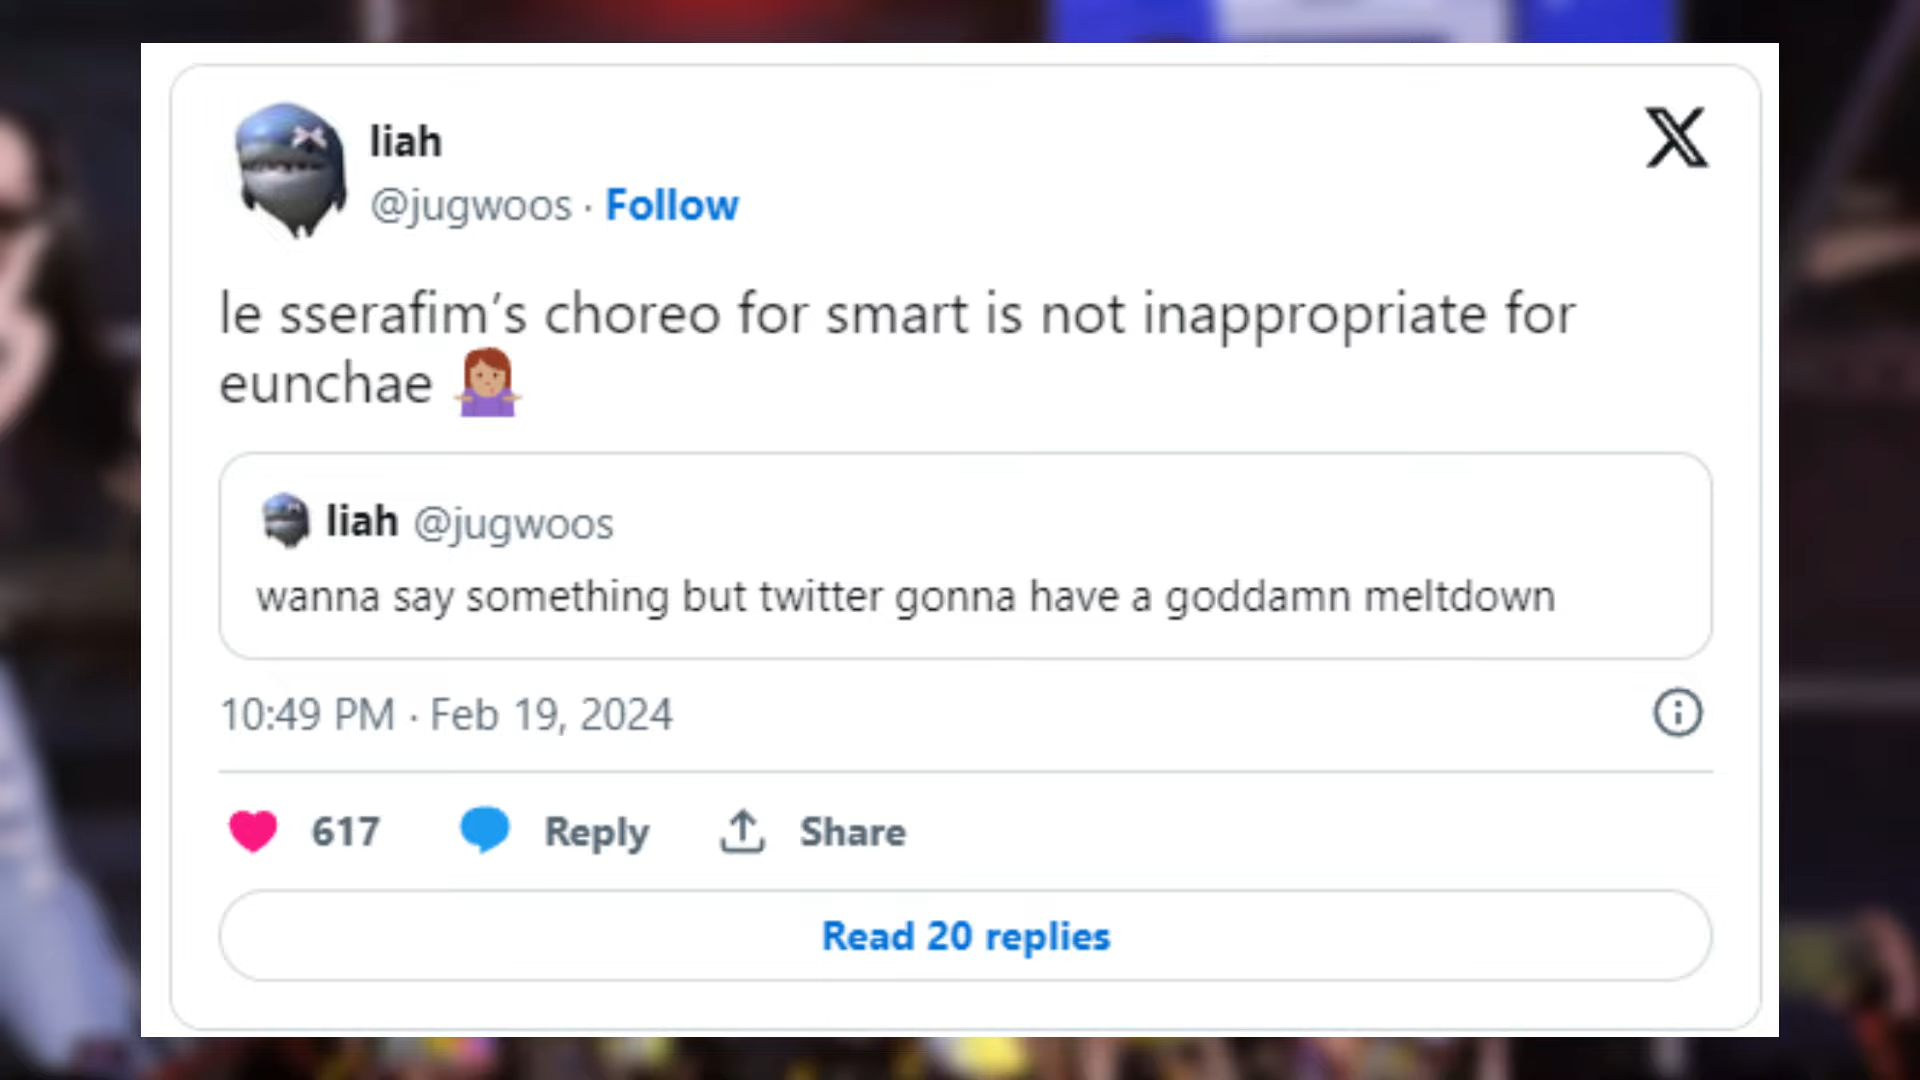 liah
@jugwoos · Follow
le sserafim’s choreo for smart is not inappropriate for
eunchae 🤷🏽‍♀️
liah @jugwoos
wanna say something but twitter gonna have a goddamn meltdown
10:49 PM · Feb 19, 2024
617 Reply Share
Read 20 replies